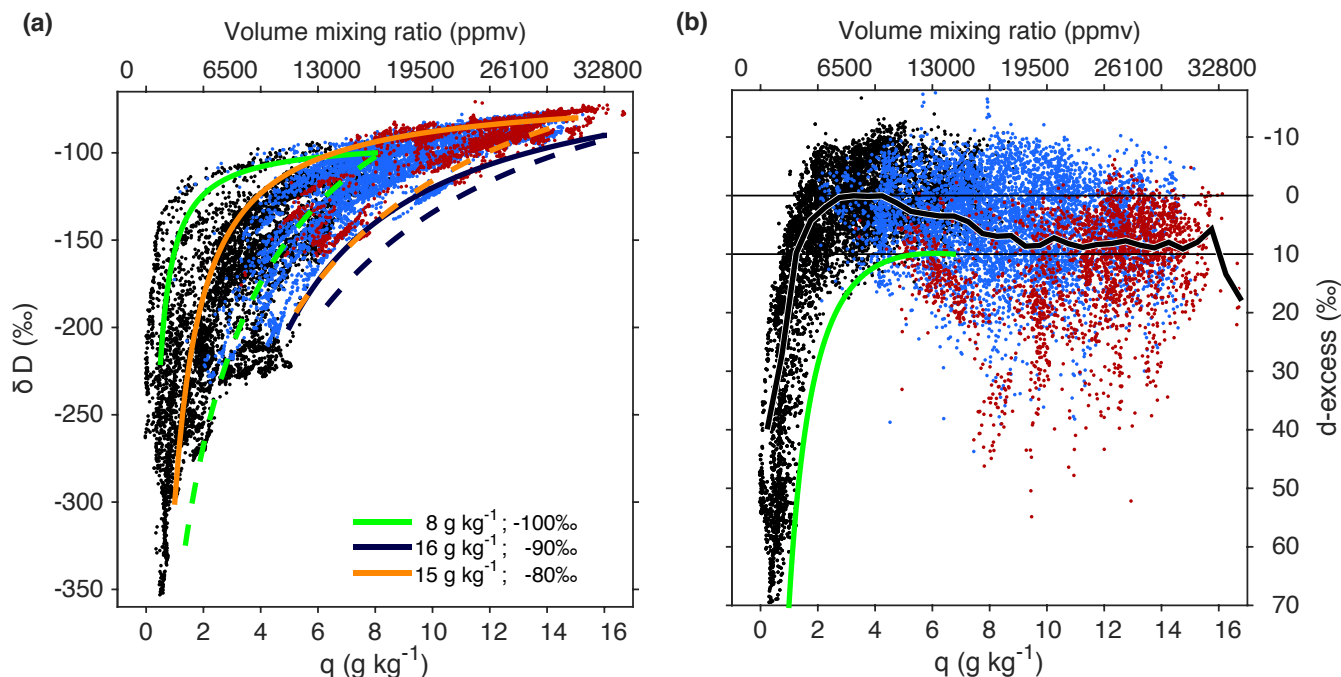 (a)
Volume mixing ratio (ppmv)
0 6500 13000 19500 26100 32800
-100
-150
-200
-250
-300
-350
δD (‰)
8 g kg⁻¹ ; -100‰
16 g kg⁻¹ ; -90‰
15 g kg⁻¹ ; -80‰
0 2 4 6 8 10 12 14 16
q (g kg⁻¹)
(b)
Volume mixing ratio (ppmv)
0 6500 13000 19500 26100 32800
-10
0
10
20
30
40
50
60
70
d-excess (‰)
0 2 4 6 8 10 12 14 16
q (g kg⁻¹)